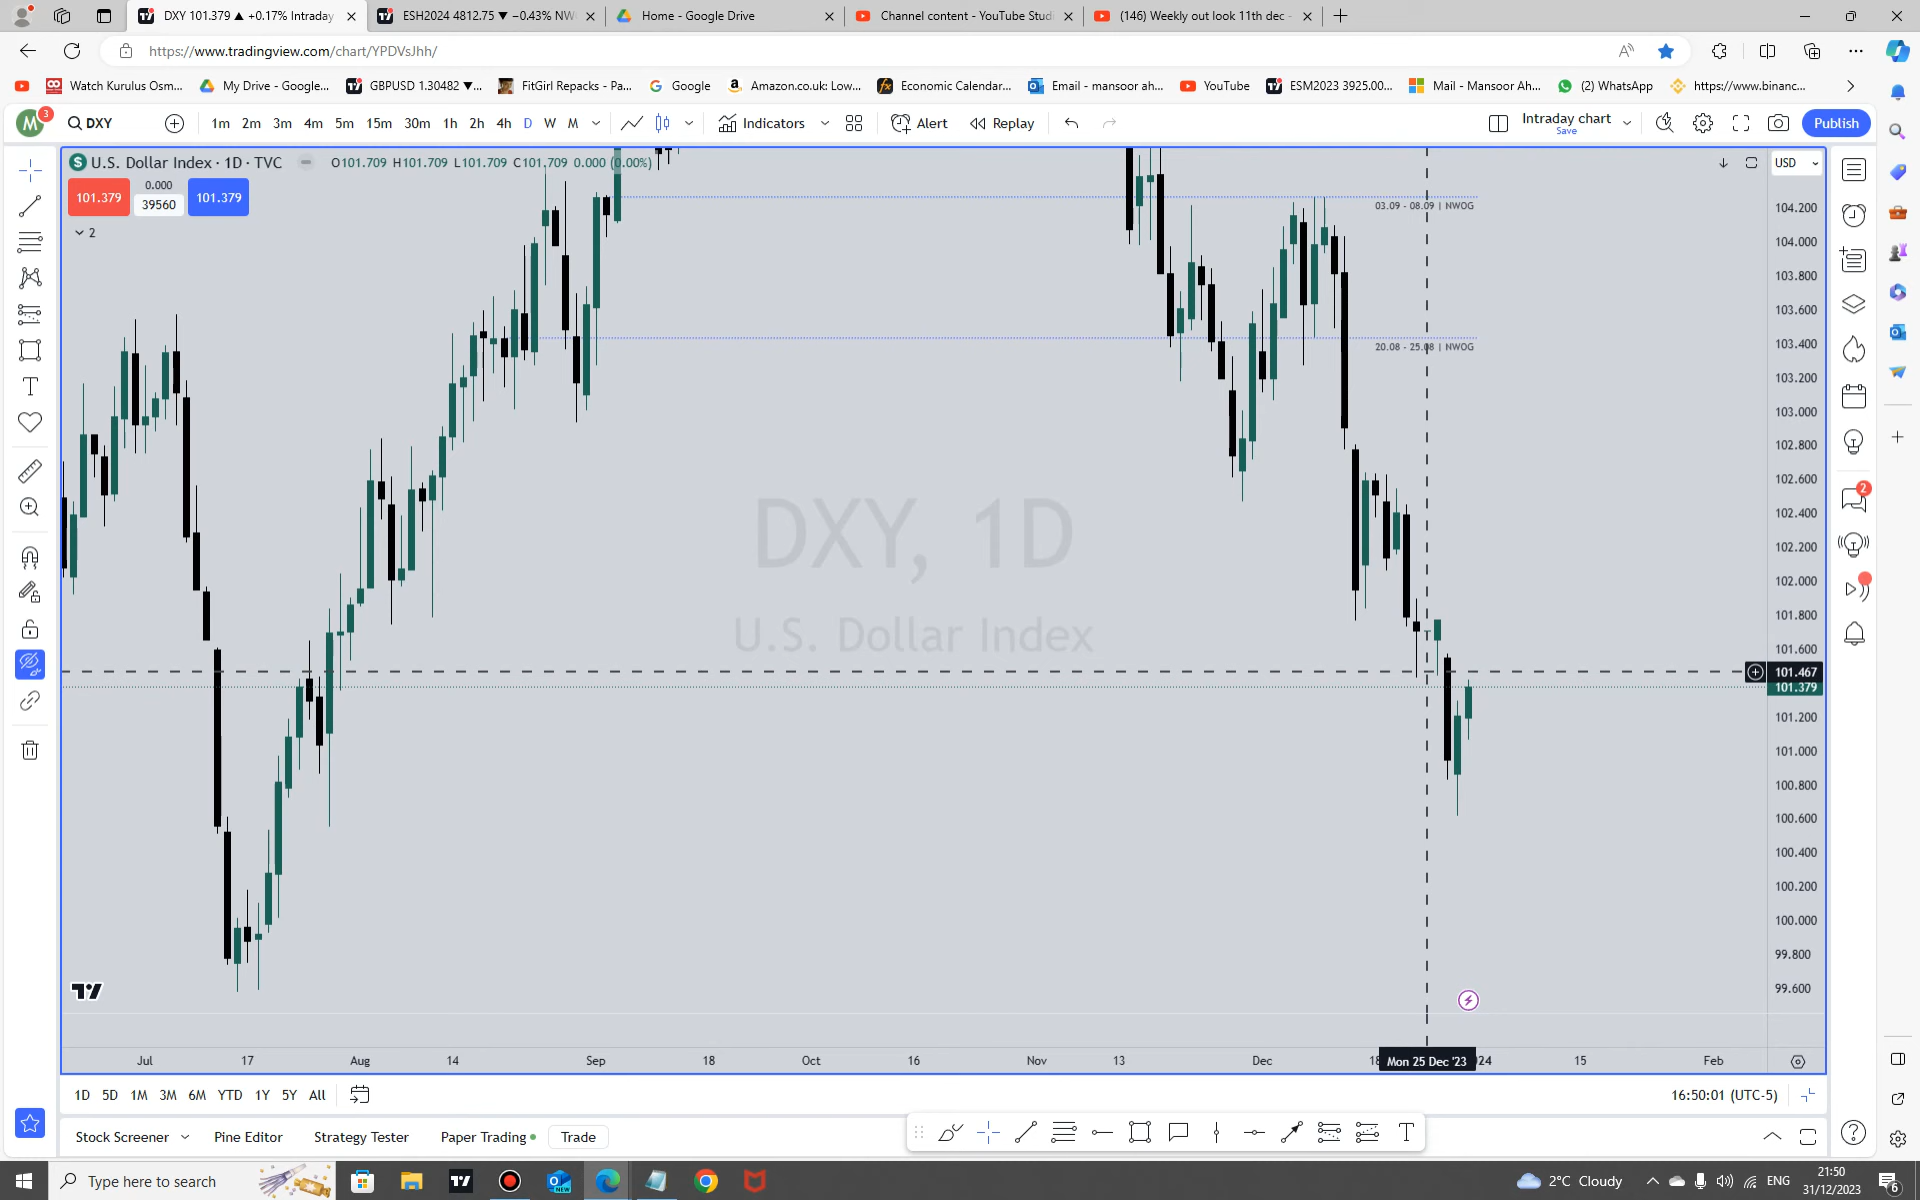 DXY 101.379 ▲ +0.17% Intraday
ESH2024 4812.75 ▼ −0.43% NW
Home - Google Drive
Channel content - YouTube Studi
(146) Weekly out look 11th dec -
https://www.tradingview.com/chart/YPDVsJhh/
Watch Kurulus Osm...
My Drive - Google...
GBPUSD 1.30482 ▼...
FitGirl Repacks - Pa...
Google
Amazon.co.uk: Low...
Economic Calendar...
Email - mansoor ah...
YouTube
ESM2023 3925.00...
Mail - Mansoor Ah...
(2) WhatsApp
https://www.binanc...
M 3
DXY
1m 2m 3m 4m 5m 15m 30m 1h 2h 4h D W M
Indicators
Alert
Replay
Intraday chart
Save
Publish
U.S. Dollar Index · 1D · TVC
O101.709 H101.709 L101.709 C101.709 0.000 (0.00%)
USD
101.379
0.000
39560
101.379
2
03.09 - 08.09 | NWOG
20.08 - 25.08 | NWOG
DXY, 1D
U.S. Dollar Index
104.200
104.000
103.800
103.600
103.400
103.200
103.000
102.800
102.600
102.400
102.200
102.000
101.800
101.600
101.467
101.379
101.200
101.000
100.800
100.600
100.400
100.200
100.000
99.800
99.600
2
Jul 17 Aug 14 Sep 18 Oct 16 Nov 13 Dec 18 Mon 25 Dec '23 24 15 Feb
1D 5D 1M 3M 6M YTD 1Y 5Y All
16:50:01 (UTC-5)
Stock Screener
Pine Editor
Strategy Tester
Paper Trading
Trade
Type here to search
2°C Cloudy
ENG
21:50
31/12/2023
6